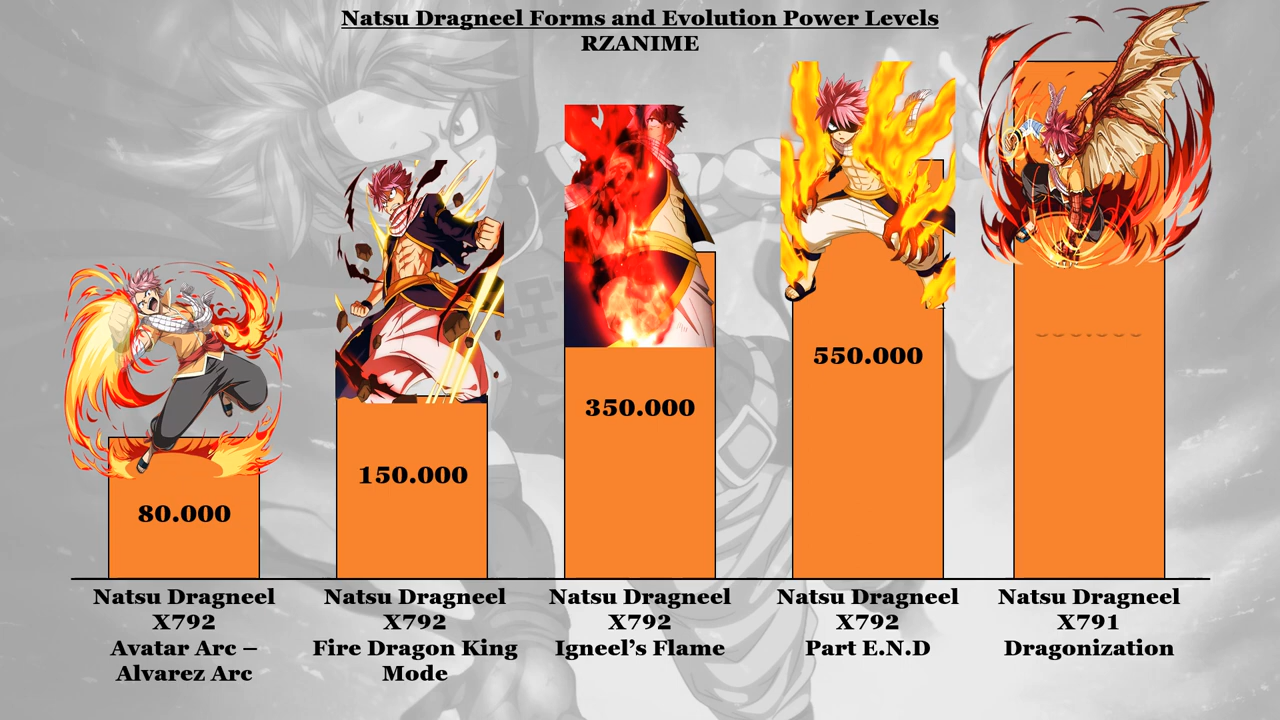 Natsu Dragneel Forms and Evolution Power Levels
RZANIME
80.000
150.000
350.000
550.000
Natsu Dragneel
X792
Avatar Arc –
Alvarez Arc
Natsu Dragneel
X792
Fire Dragon King
Mode
Natsu Dragneel
X792
Igneel’s Flame
Natsu Dragneel
X792
Part E.N.D
Natsu Dragneel
X791
Dragonization